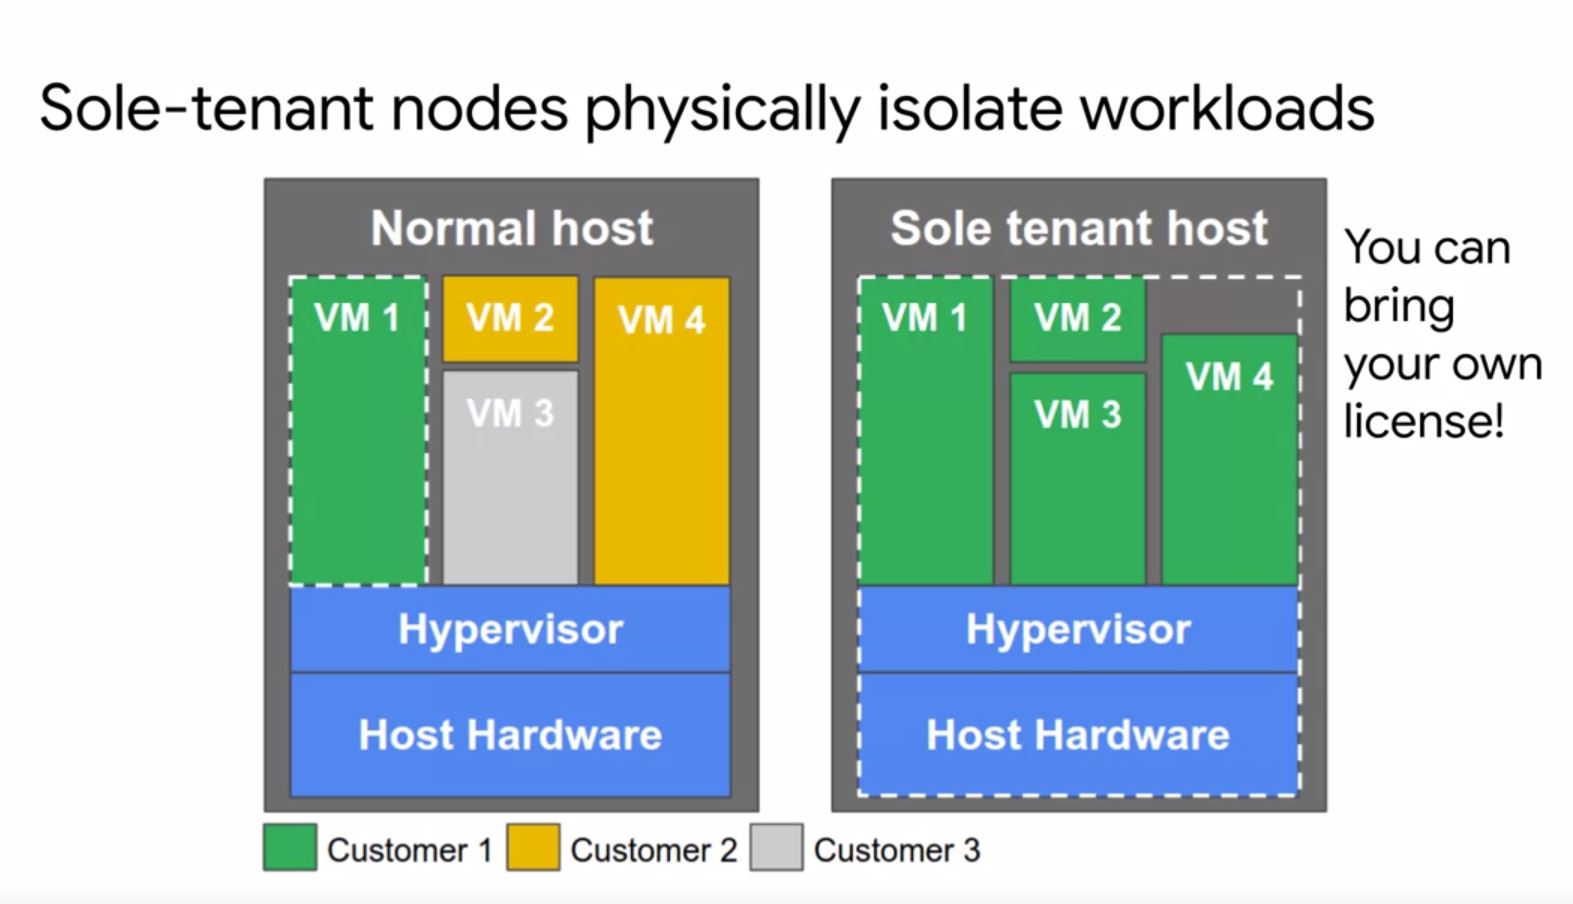 Sole-tenant nodes physically isolate workloads
Normal host
VM 1
VM 2
VM 3
VM 4
Hypervisor
Host Hardware
Sole tenant host
VM 1
VM 2
VM 3
VM 4
Hypervisor
Host Hardware
You can
bring
your own
license!
Customer 1
Customer 2
Customer 3